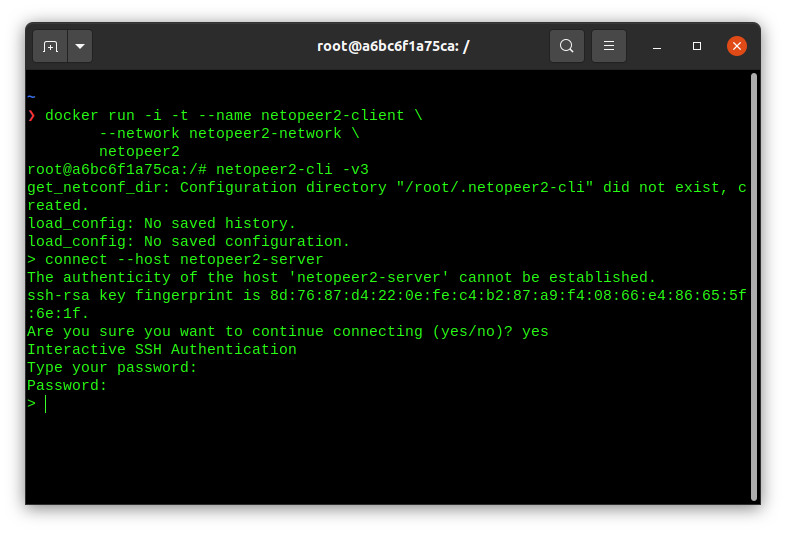 root@a6bc6f1a75ca: /
~
❯ docker run -i -t --name netopeer2-client \
--network netopeer2-network \
netopeer2
root@a6bc6f1a75ca:/# netopeer2-cli -v3
get_netconf_dir: Configuration directory "/root/.netopeer2-cli" did not exist, c
reated.
load_config: No saved history.
load_config: No saved configuration.
> connect --host netopeer2-server
The authenticity of the host 'netopeer2-server' cannot be established.
ssh-rsa key fingerprint is 8d:76:87:d4:22:0e:fe:c4:b2:87:a9:f4:08:66:e4:86:65:5f
:6e:1f.
Are you sure you want to continue connecting (yes/no)? yes
Interactive SSH Authentication
Type your password:
Password:
>